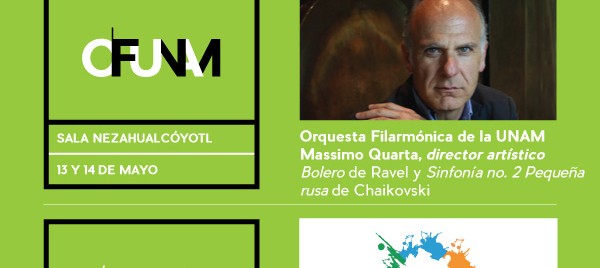 OFUNAM
SALA NEZAHUALCÓYOTL
13 Y 14 DE MAYO
Orquesta Filarmónica de la UNAM
Massimo Quarta, director artístico
Bolero de Ravel y Sinfonía no. 2 Pequeña
rusa de Chaikovski